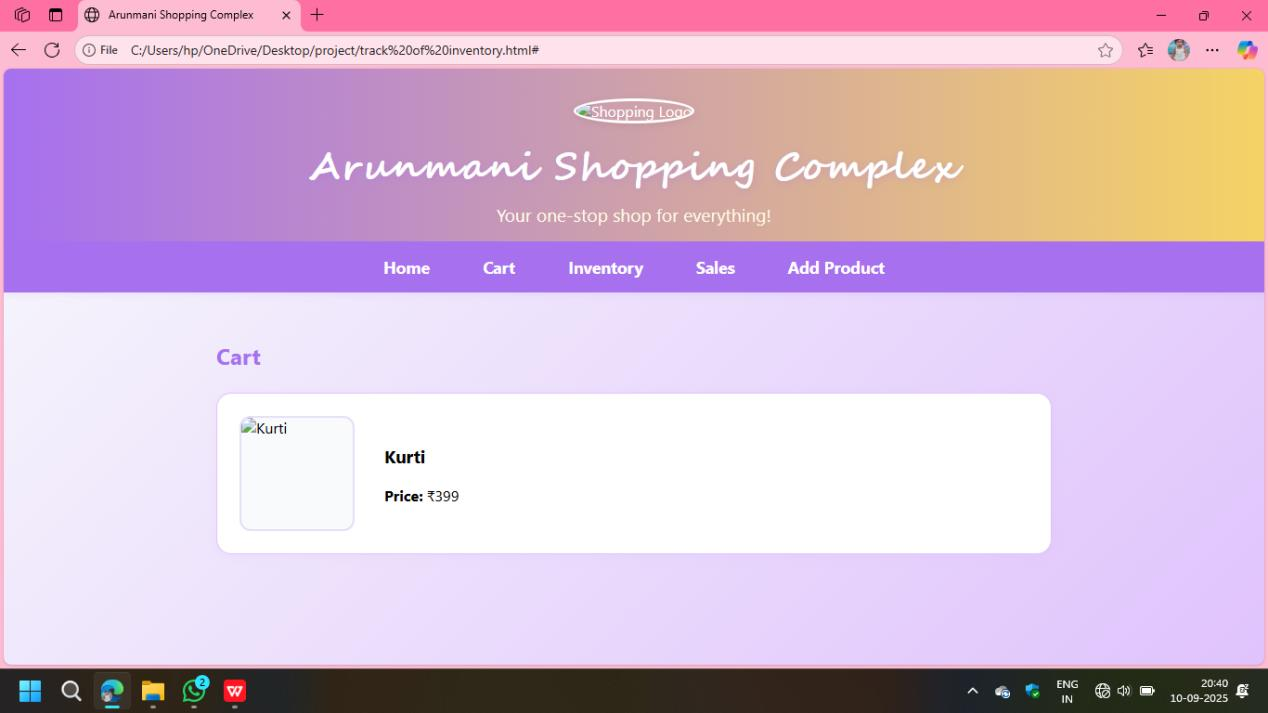 Arunmani Shopping Complex
File C:/Users/hp/OneDrive/Desktop/project/track%20of%20inventory.html#
Shopping Logo
Arunmani Shopping Complex
Your one-stop shop for everything!
Home Cart Inventory Sales Add Product
Cart
Kurti
Kurti
Price: ₹399
2
W
ENG
IN
20:40
10-09-2025